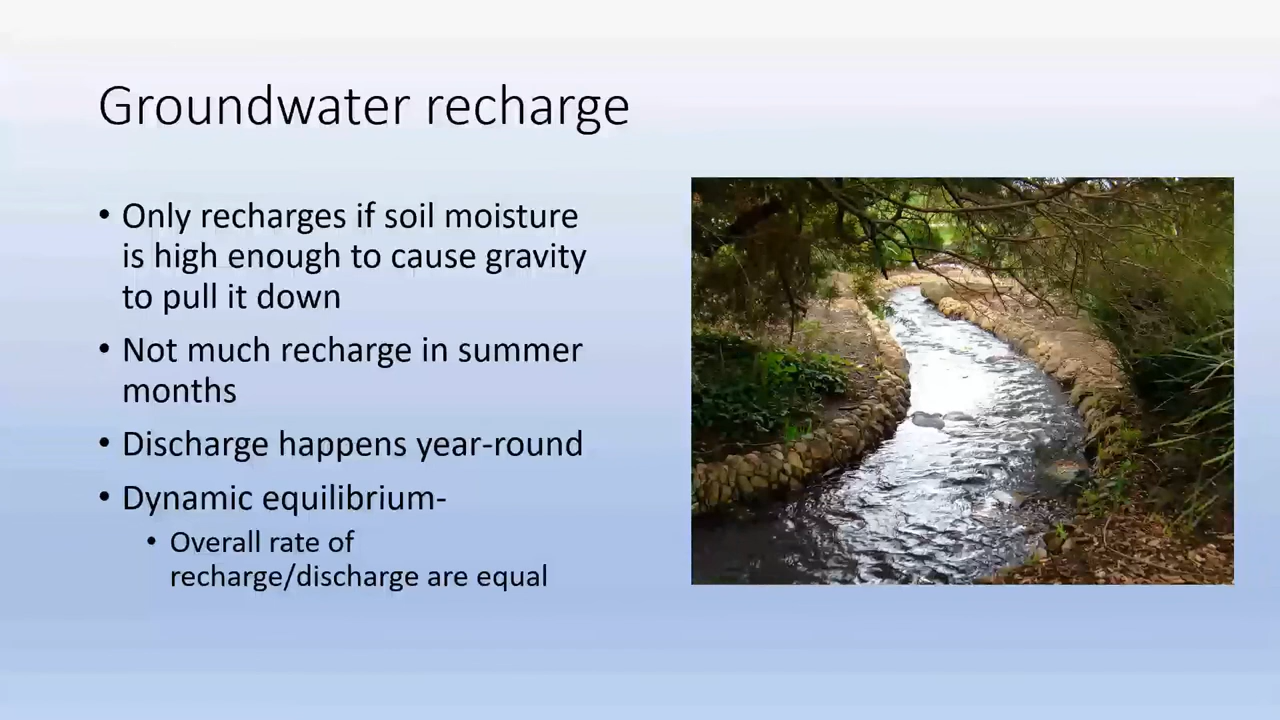 Groundwater recharge
• Only recharges if soil moisture
is high enough to cause gravity
to pull it down
• Not much recharge in summer
months
• Discharge happens year-round
• Dynamic equilibrium-
• Overall rate of
recharge/discharge are equal